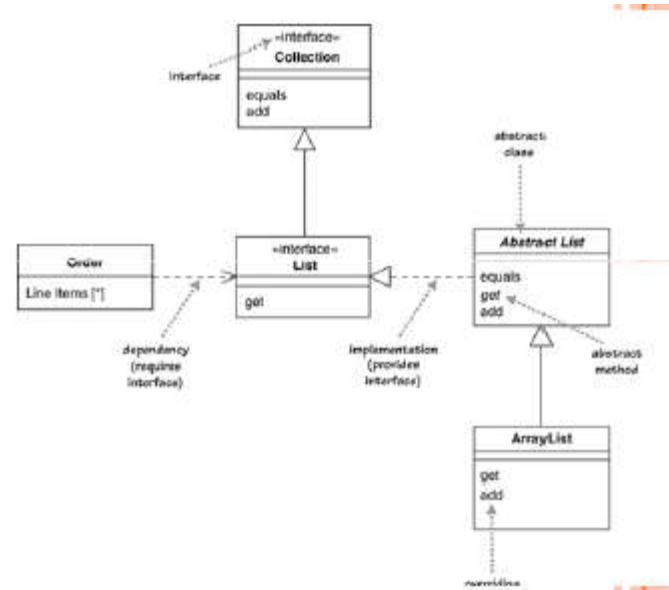 «interface»
Collection
interface
equals
add
abstract
class
Order
Line Items [*]
«interface»
List
get
Abstract List
equals
get
add
dependency
(requires
interface)
implementation
(provides
interface)
abstract
method
ArrayList
get
add
overriding